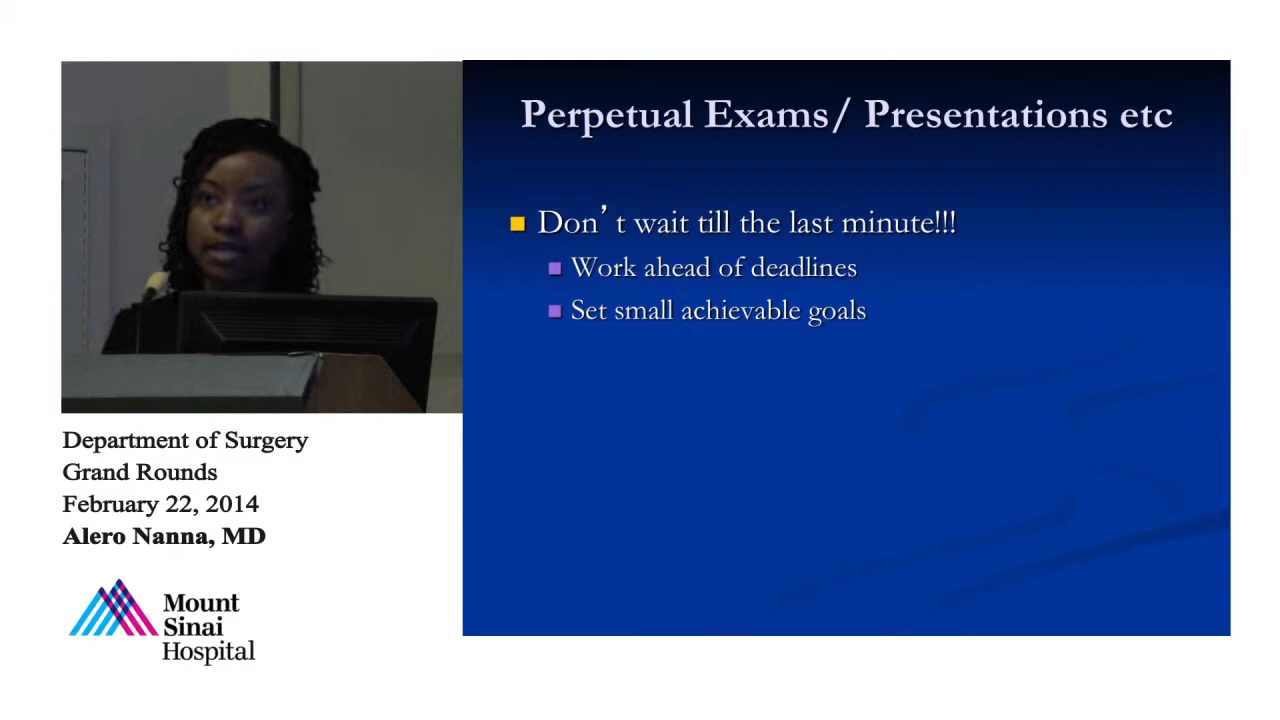 Perpetual Exams/ Presentations etc
Don't wait till the last minute!!!
Work ahead of deadlines
Set small achievable goals
Department of Surgery
Grand Rounds
February 22, 2014
Alero Nanna, MD
Mount
Sinai
Hospital